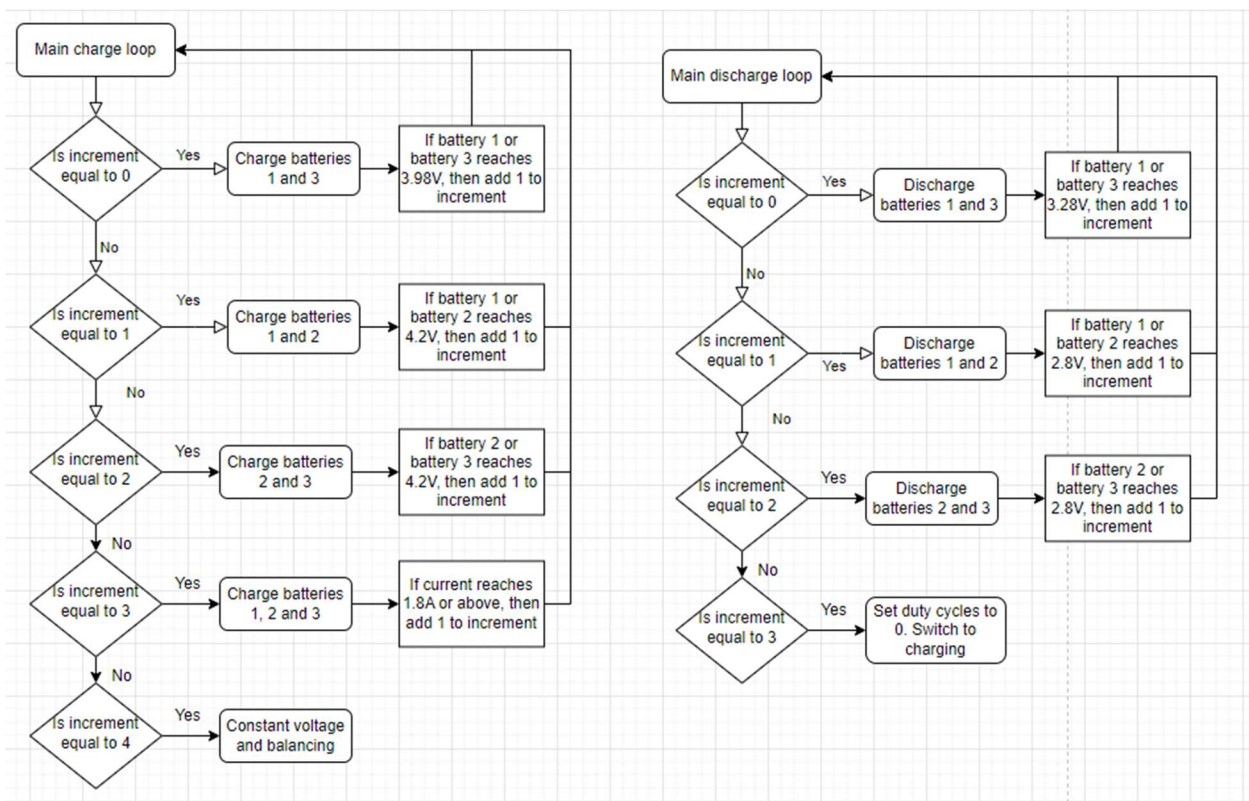 Main charge loop
Is increment
equal to 0
Yes
Charge batteries
1 and 3
If battery 1 or
battery 3 reaches
3.98V, then add 1 to
increment
No
Is increment
equal to 1
Yes
Charge batteries
1 and 2
If battery 1 or
battery 2 reaches
4.2V, then add 1 to
increment
No
Is increment
equal to 2
Yes
Charge batteries
2 and 3
If battery 2 or
battery 3 reaches
4.2V, then add 1 to
increment
No
Is increment
equal to 3
Yes
Charge batteries
1, 2 and 3
If current reaches
1.8A or above, then
add 1 to increment
No
Is increment
equal to 4
Yes
Constant voltage
and balancing
Main discharge loop
Is increment
equal to 0
Yes
Discharge
batteries 1 and 3
If battery 1 or
battery 3 reaches
3.28V, then add 1 to
increment
No
Is increment
equal to 1
Yes
Discharge
batteries 1 and 2
If battery 1 or
battery 2 reaches
2.8V, then add 1 to
increment
No
Is increment
equal to 2
Yes
Discharge
batteries 2 and 3
If battery 2 or
battery 3 reaches
2.8V, then add 1 to
increment
No
Is increment
equal to 3
Yes
Set duty cycles to
0. Switch to
charging